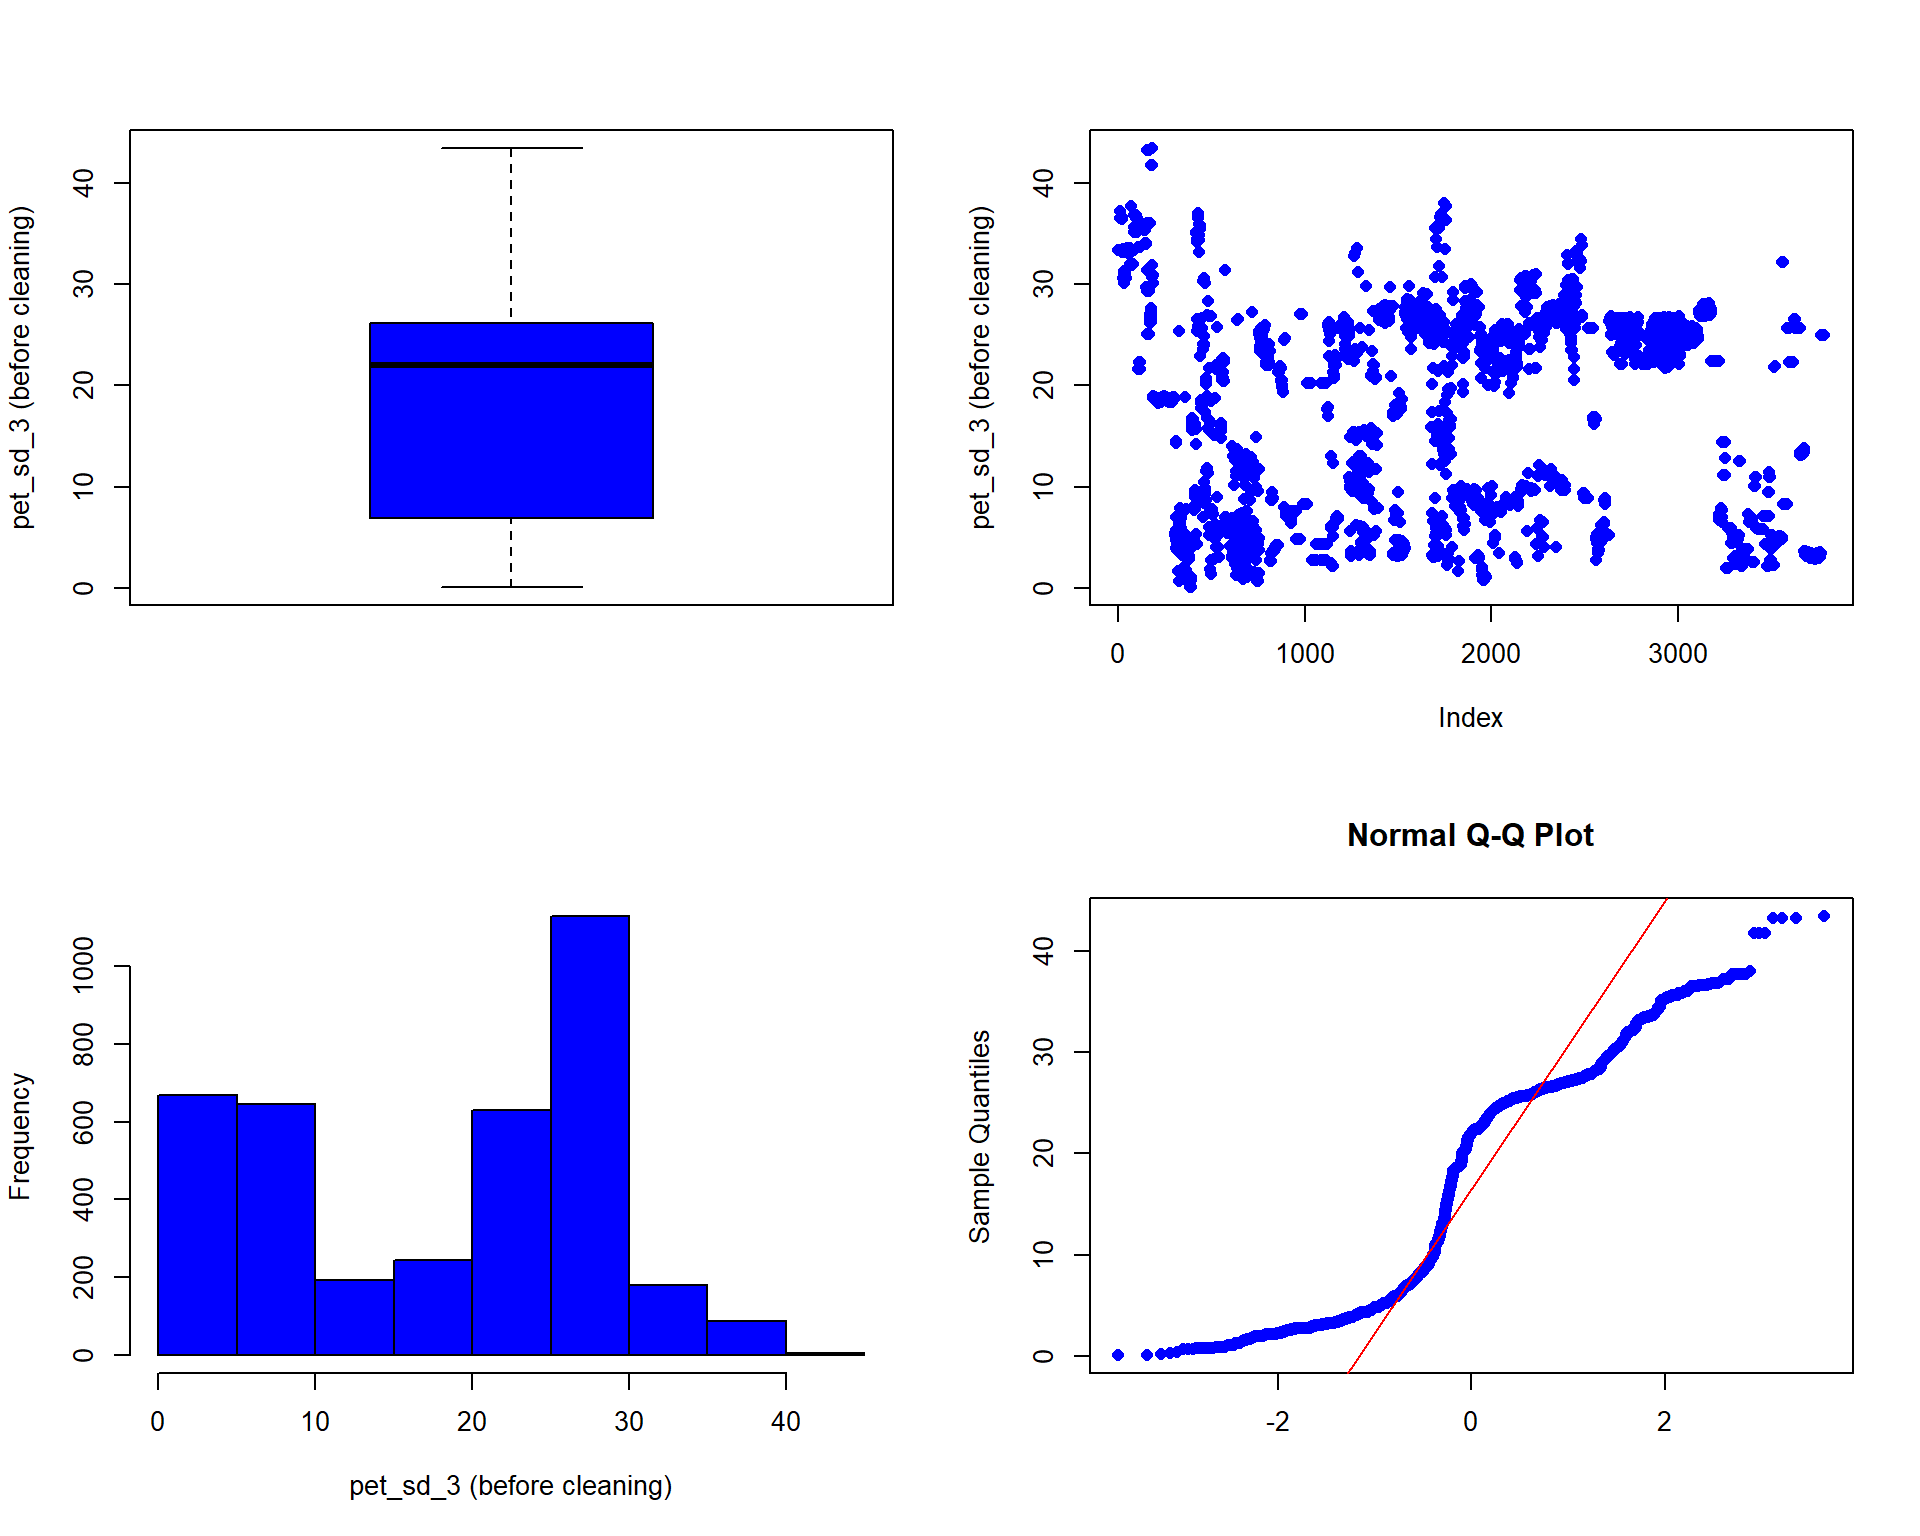 pet_sd_3 (before cleaning)
0 10 20 30 40
pet_sd_3 (before cleaning)
0 10 20 30 40
0 1000 2000 3000
Index
Frequency
0 200 400 600 800 1000
0 10 20 30 40
pet_sd_3 (before cleaning)
Normal Q-Q Plot
Sample Quantiles
0 10 20 30 40
-2 0 2